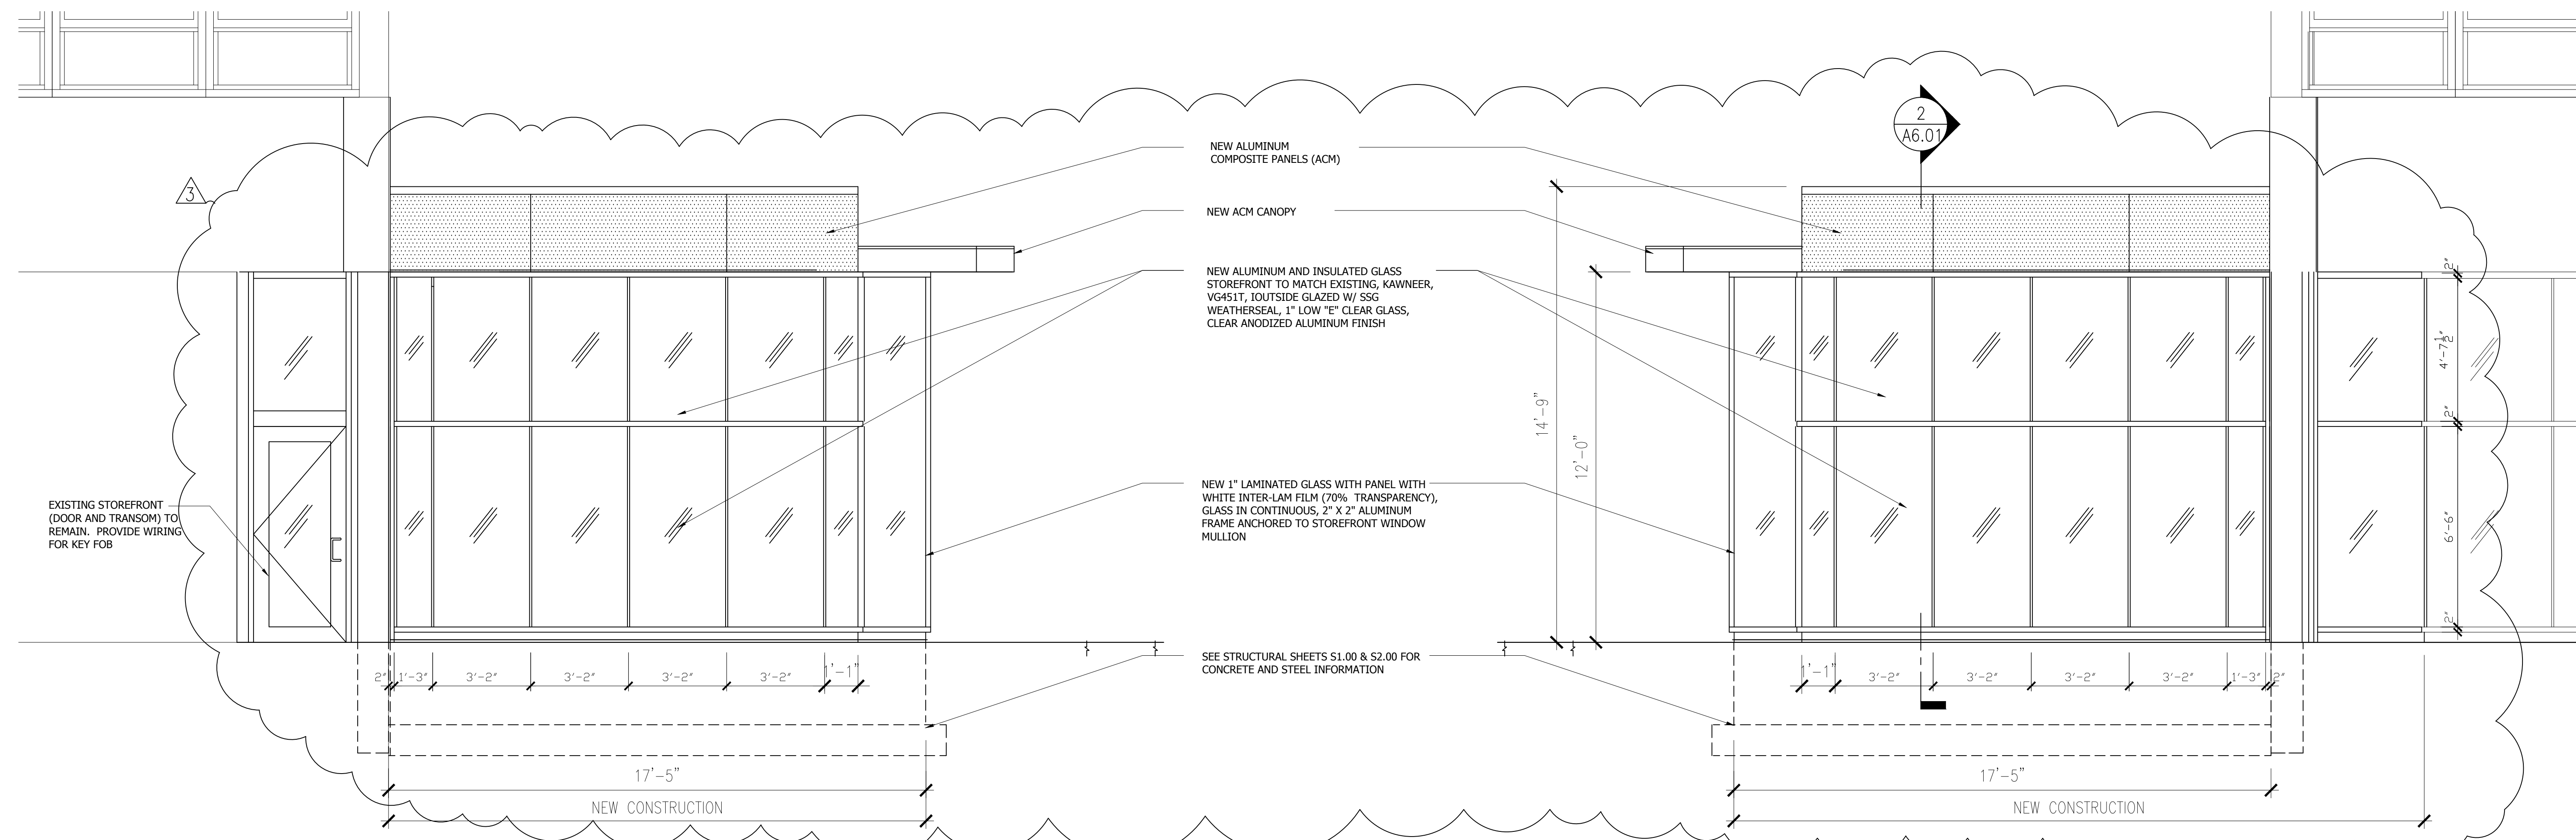 2
A6.01
3
NEW ALUMINUM
COMPOSITE PANELS (ACM)
NEW ACM CANOPY
NEW ALUMINUM AND INSULATED GLASS
STOREFRONT TO MATCH EXISTING, KAWNEER,
VG451T, IOUTSIDE GLAZED W/ SSG
WEATHERSEAL, 1" LOW "E" CLEAR GLASS,
CLEAR ANODIZED ALUMINUM FINISH
14'-9"
12'-0"
2"
4'-7½"
2"
2"
6'-6"
2"
EXISTING STOREFRONT
(DOOR AND TRANSOM) TO
REMAIN. PROVIDE WIRING
FOR KEY FOB
NEW 1" LAMINATED GLASS WITH PANEL WITH
WHITE INTER-LAM FILM (70% TRANSPARENCY),
GLASS IN CONTINUOUS, 2" X 2" ALUMINUM
FRAME ANCHORED TO STOREFRONT WINDOW
MULLION
SEE STRUCTURAL SHEETS S1.00 & S2.00 FOR
CONCRETE AND STEEL INFORMATION
2" 1'-3" 3'-2" 3'-2" 3'-2" 3'-2" 1'-1"
1'-1" 3'-2" 3'-2" 3'-2" 3'-2" 1'-3" 2"
17'-5"
NEW CONSTRUCTION
17'-5"
NEW CONSTRUCTION